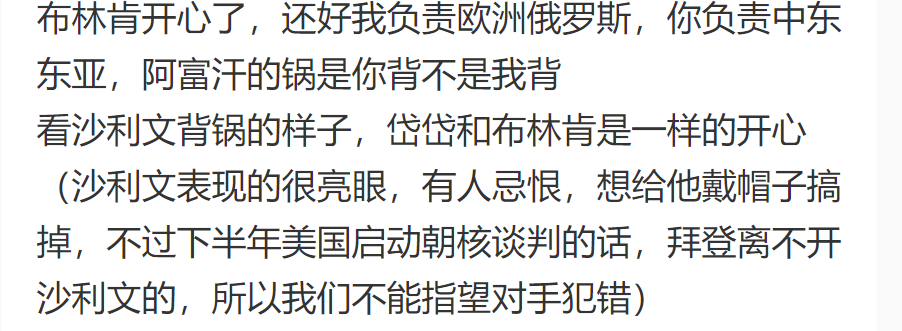 布林肯开心了，还好我负责欧洲俄罗斯，你负责中东
东亚，阿富汗的锅是你背不是我背
看沙利文背锅的样子，岱岱和布林肯是一样的开心
（沙利文表现的很亮眼，有人忌恨，想给他戴帽子搞
掉，不过下半年美国启动朝核谈判的话，拜登离不开
沙利文的，所以我们不能指望对手犯错）